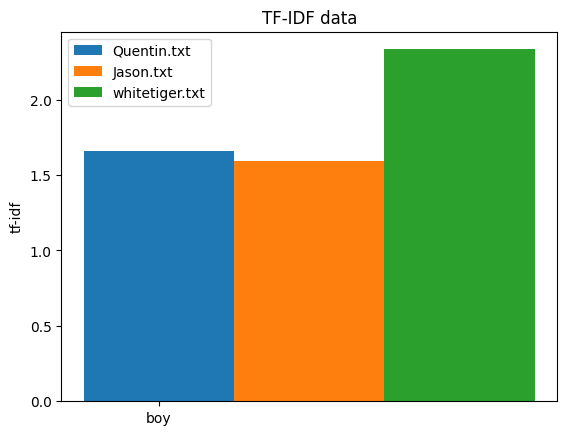 TF-IDF data
Quentin.txt
Jason.txt
whitetiger.txt
2.0
1.5
1.0
0.5
0.0
tf-idf
boy